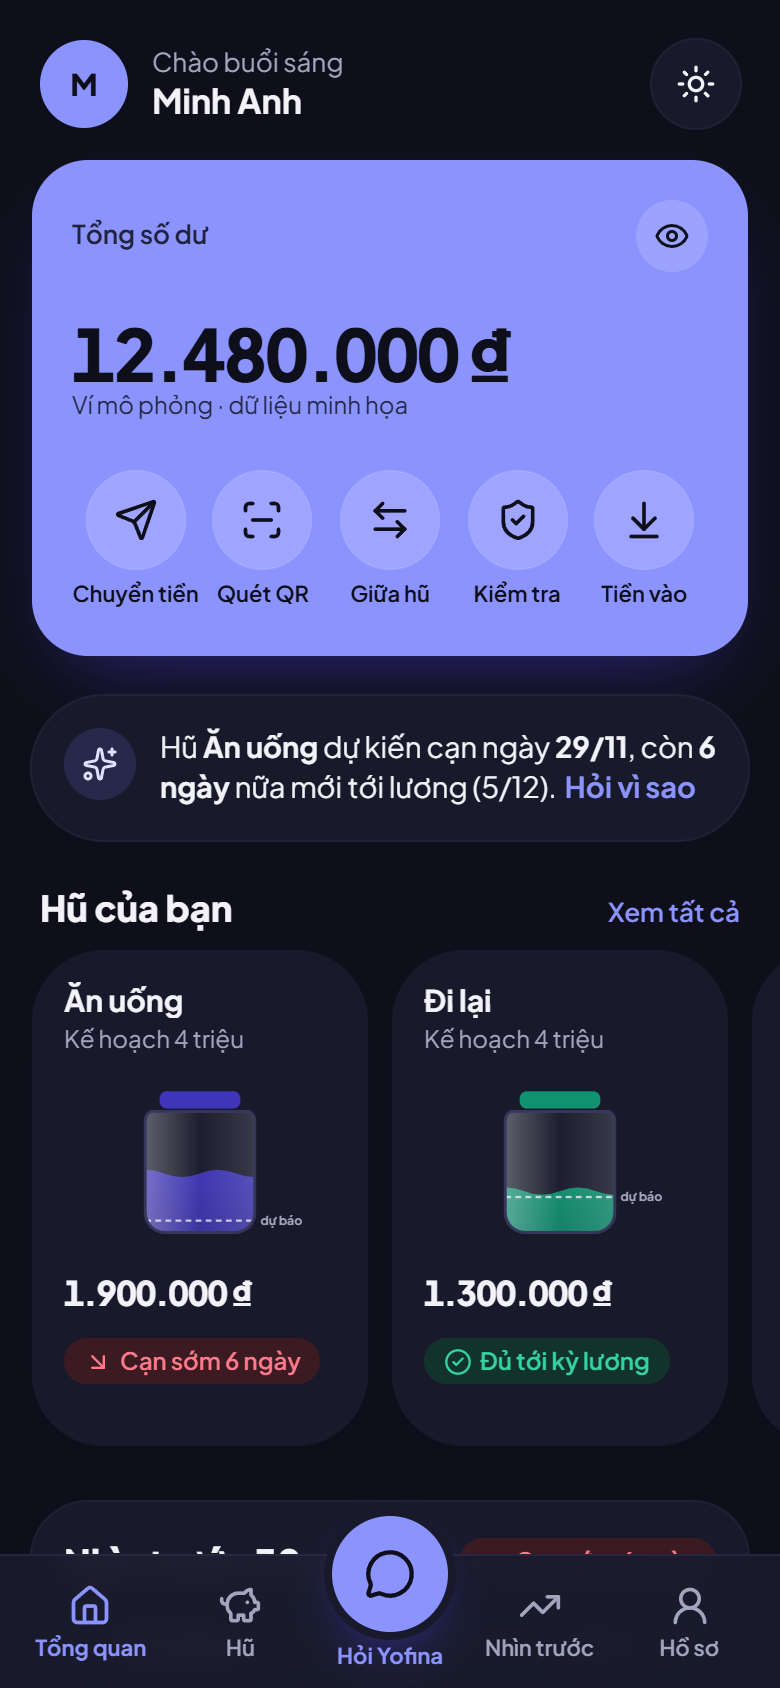 M
Chào buổi sáng
Minh Anh
Tổng số dư
12.480.000 ₫
Ví mô phỏng · dữ liệu minh họa
Chuyển tiền
Quét QR
Giữa hũ
Kiểm tra
Tiền vào
Hũ Ăn uống dự kiến cạn ngày 29/11, còn 6
ngày nữa mới tới lương (5/12). Hỏi vì sao
Hũ của bạn
Xem tất cả
Ăn uống
Kế hoạch 4 triệu
dự báo
1.900.000 ₫
Cạn sớm 6 ngày
Đi lại
Kế hoạch 4 triệu
dự báo
1.300.000 ₫
Đủ tới kỳ lương
Tổng quan
Hũ
Hỏi Yofina
Nhìn trước
Hồ sơ